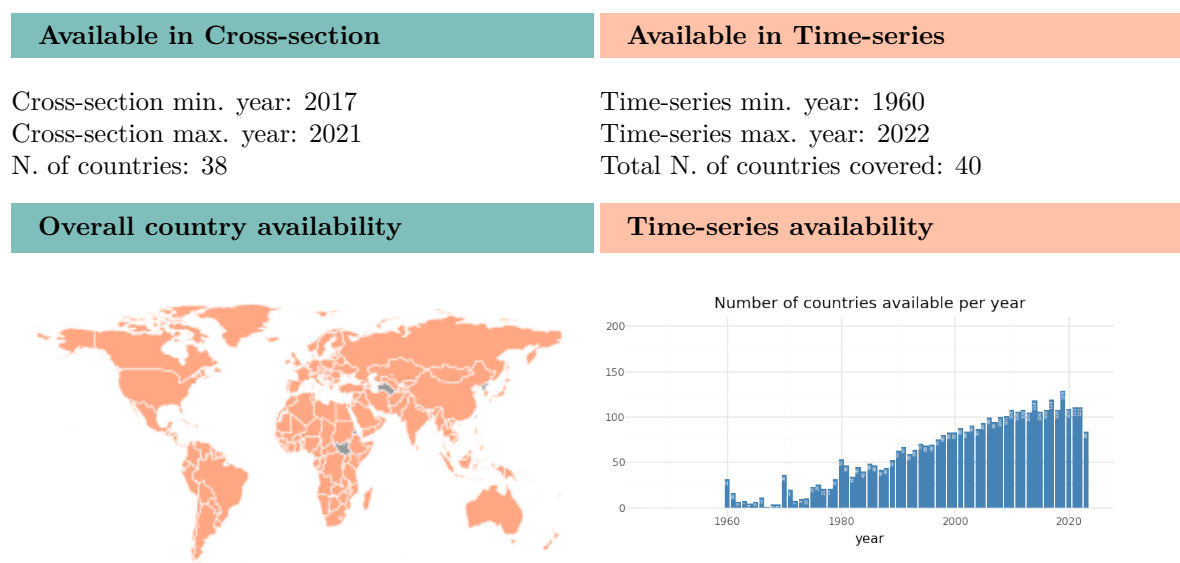 Available in Cross-section
Available in Time-series
Cross-section min. year: 2017
Cross-section max. year: 2021
N. of countries: 38
Time-series min. year: 1960
Time-series max. year: 2022
Total N. of countries covered: 40
Overall country availability
Time-series availability
Number of countries available per year
200
150
100
50
0
1960 1980 2000 2020
year